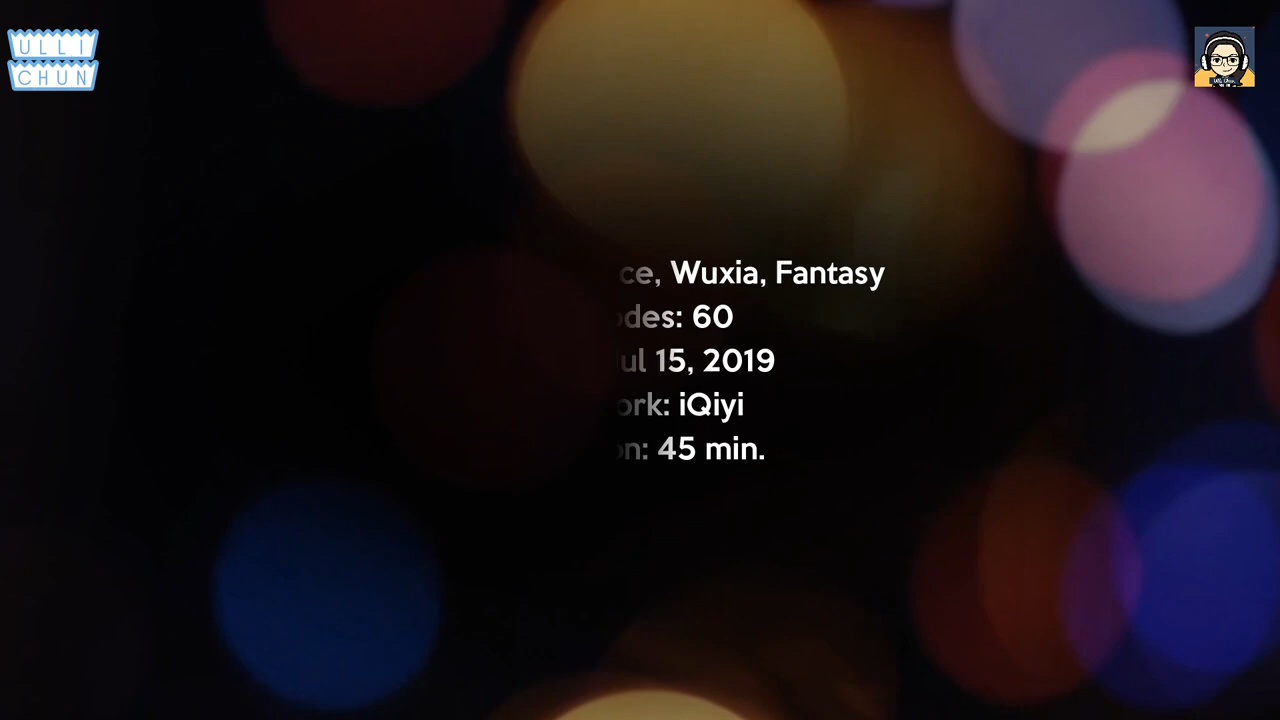 ULLI
CHUN
ce, Wuxia, Fantasy
odes: 60
ul 15, 2019
ork: iQiyi
on: 45 min.